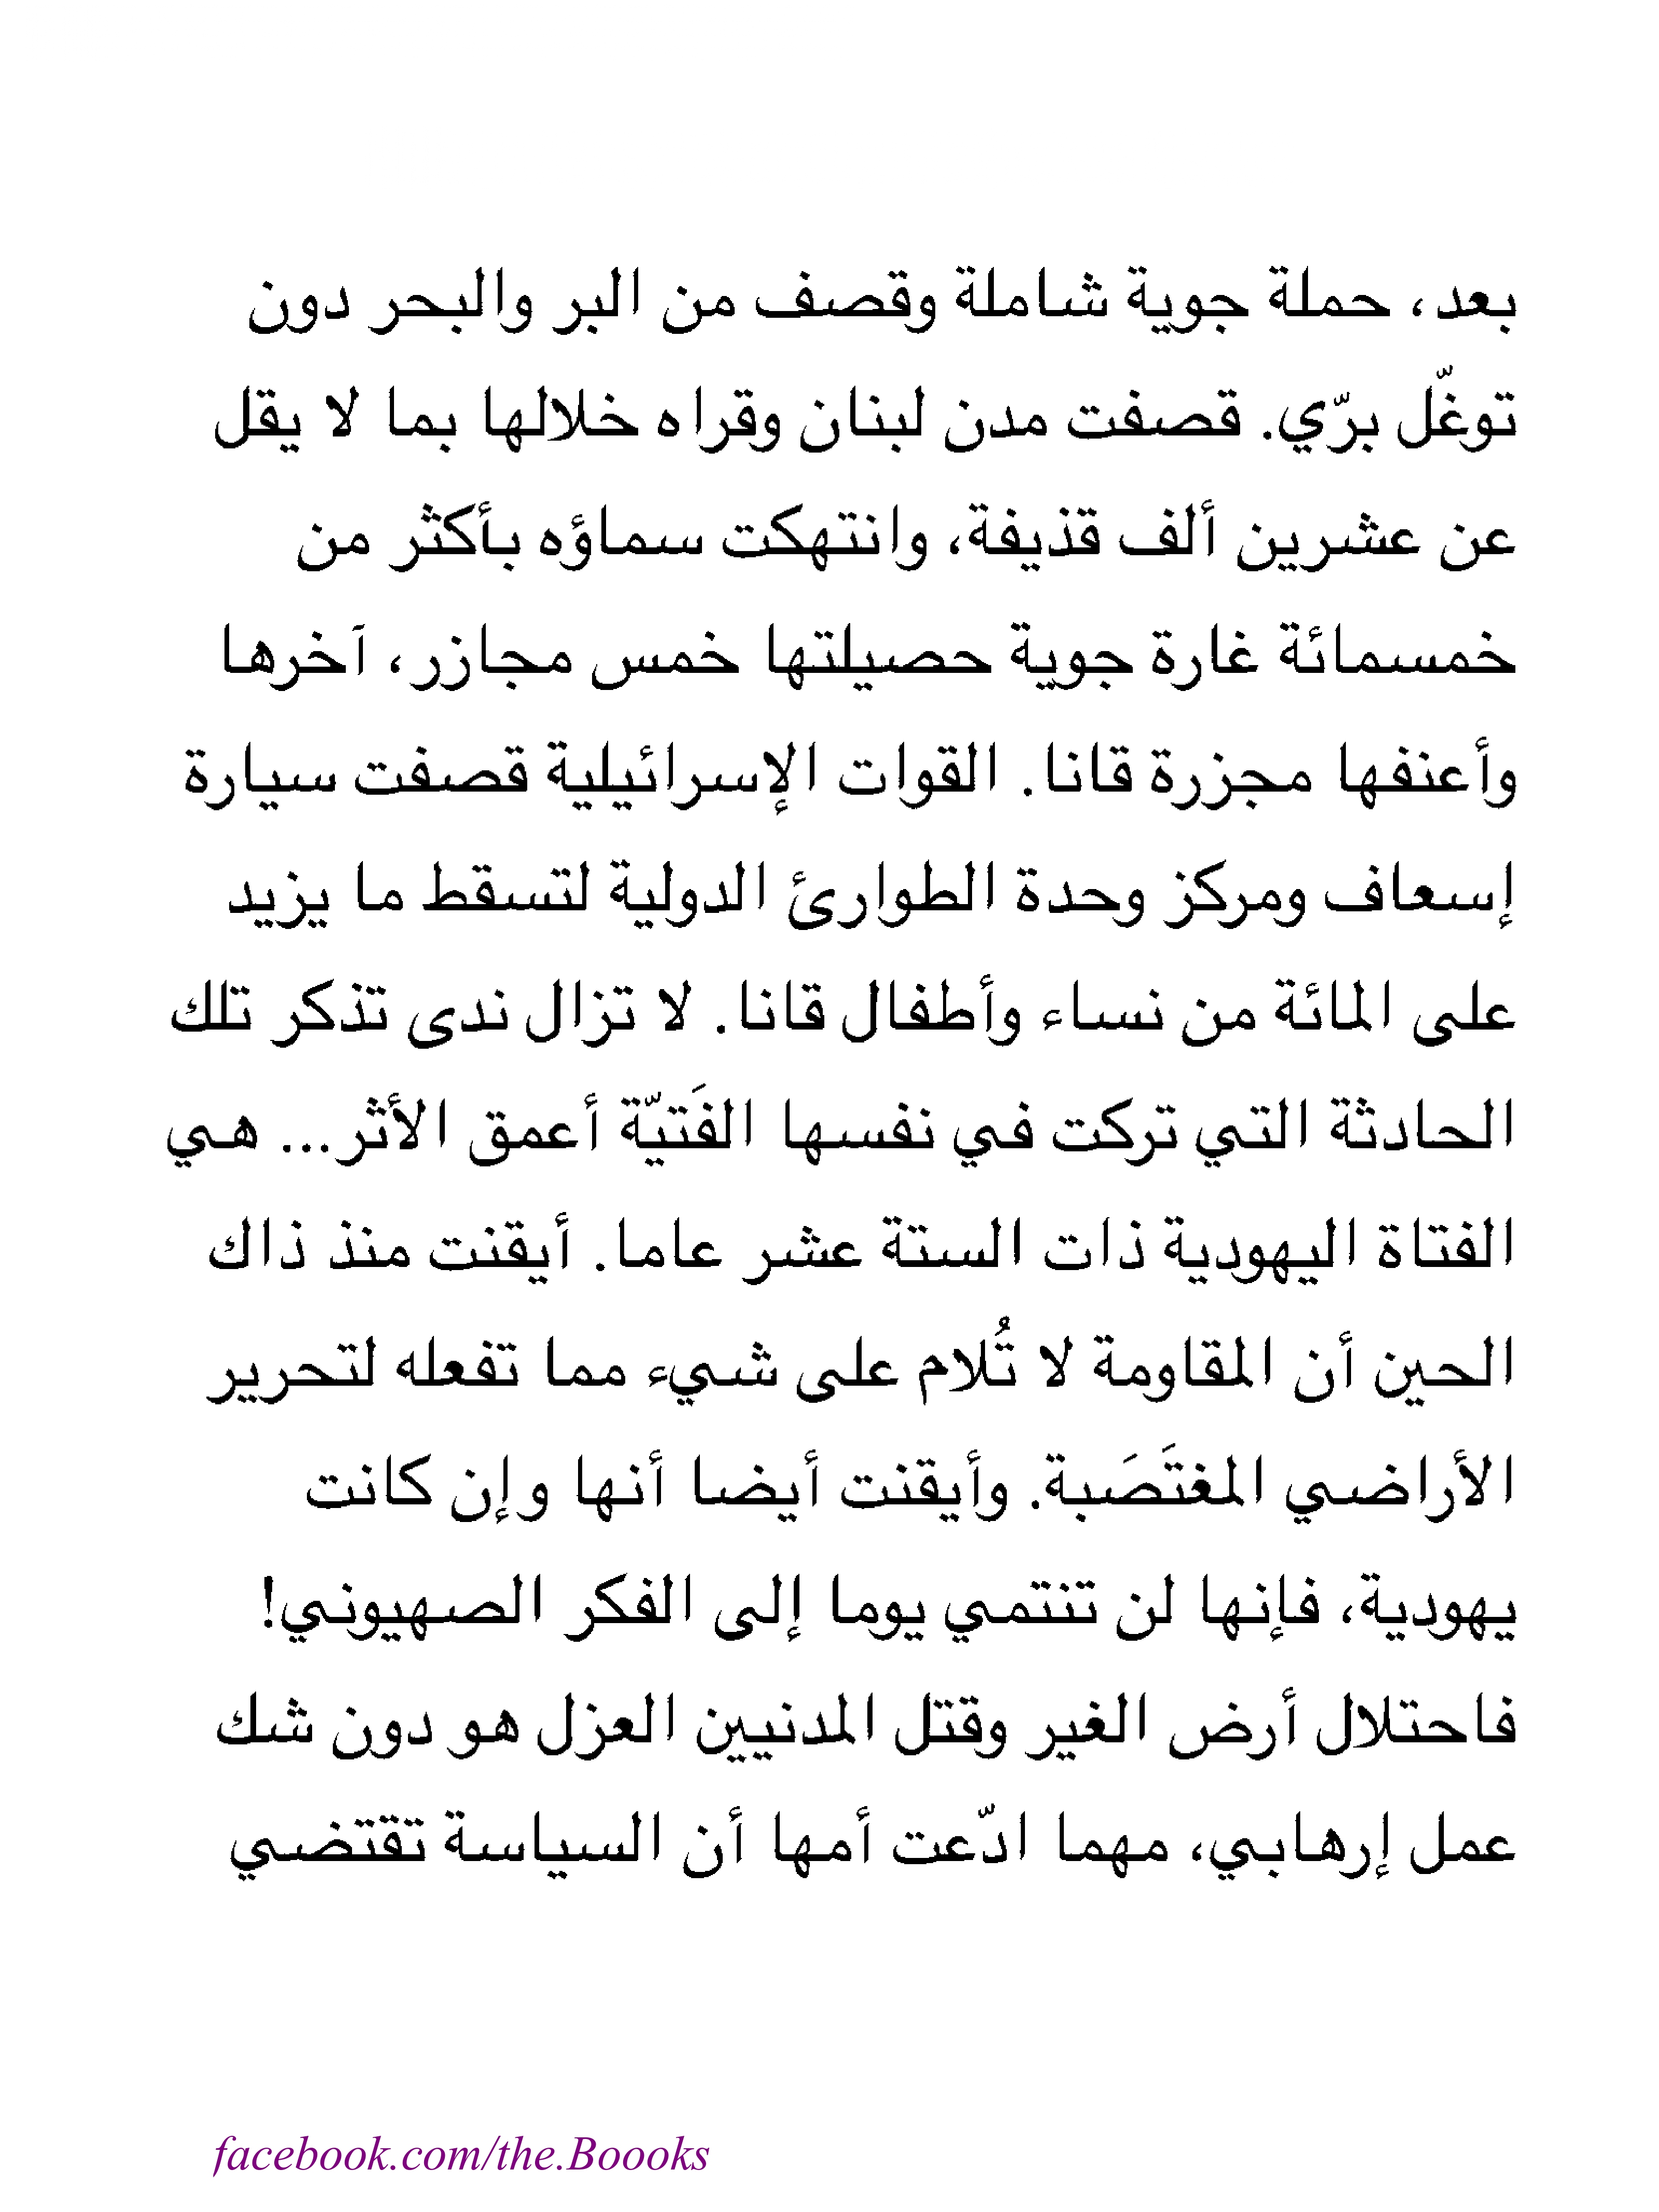 بعد، حملة جوية شاملة وقصف من البر والبحر دون
توغّل برّي. قصفت مدن لبنان وقراه خلالها بما لا يقل
عن عشرين ألف قذيفة، وانتهكت سماؤه بأكثر من
خمسمائة غارة جوية حصيلتها خمس مجازر، آخرها
وأعنفها مجزرة قانا. القوات الإسرائيلية قصفت سيارة
إسعاف ومركز وحدة الطوارئ الدولية لتسقط ما يزيد
على المائة من نساء وأطفال قانا. لا تزال ندى تذكر تلك
الحادثة التي تركت في نفسها الفَتيّة أعمق الأثر... هي
الفتاة اليهودية ذات الستة عشر عاما. أيقنت منذ ذاك
الحين أن المقاومة لا تُلام على شيء مما تفعله لتحرير
الأراضي المغتَصَبة. وأيقنت أيضا أنها وإن كانت
يهودية، فإنها لن تنتمي يوما إلى الفكر الصهيوني!
فاحتلال أرض الغير وقتل المدنيين العزل هو دون شك
عمل إرهابي، مهما ادّعت أمها أن السياسة تقتضي
facebook.com/the.Boooks